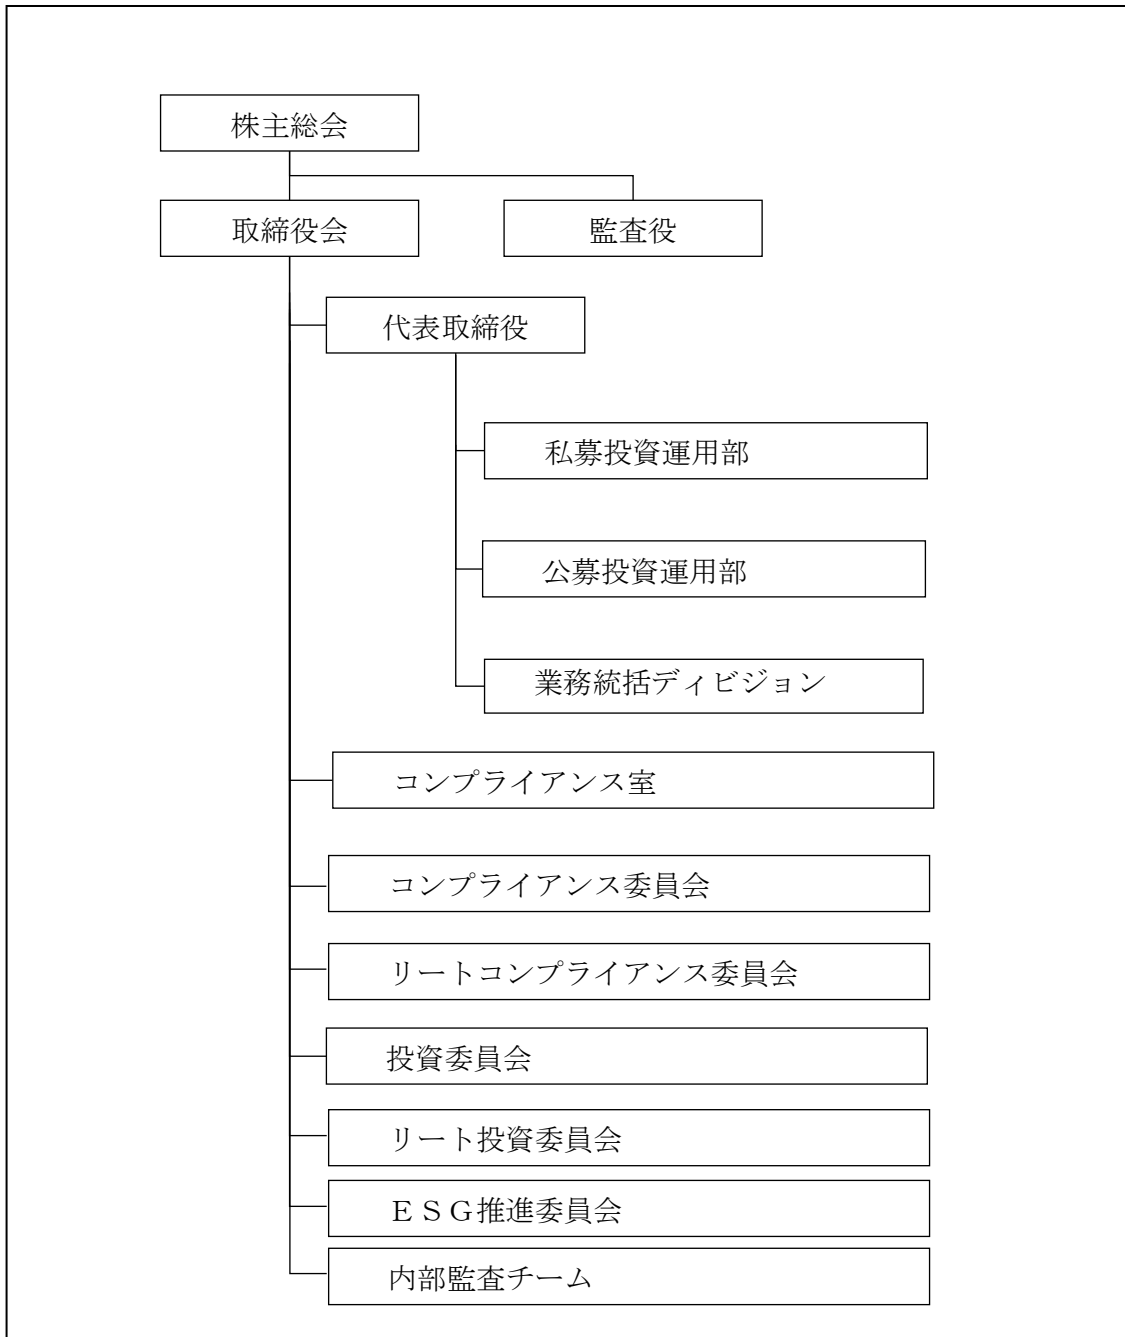 株主総会
取締役会
監査役
代表取締役
私募投資運用部
公募投資運用部
業務統括ディビジョン
コンプライアンス室
コンプライアンス委員会
リートコンプライアンス委員会
投資委員会
リート投資委員会
ＥＳＧ推進委員会
内部監査チーム